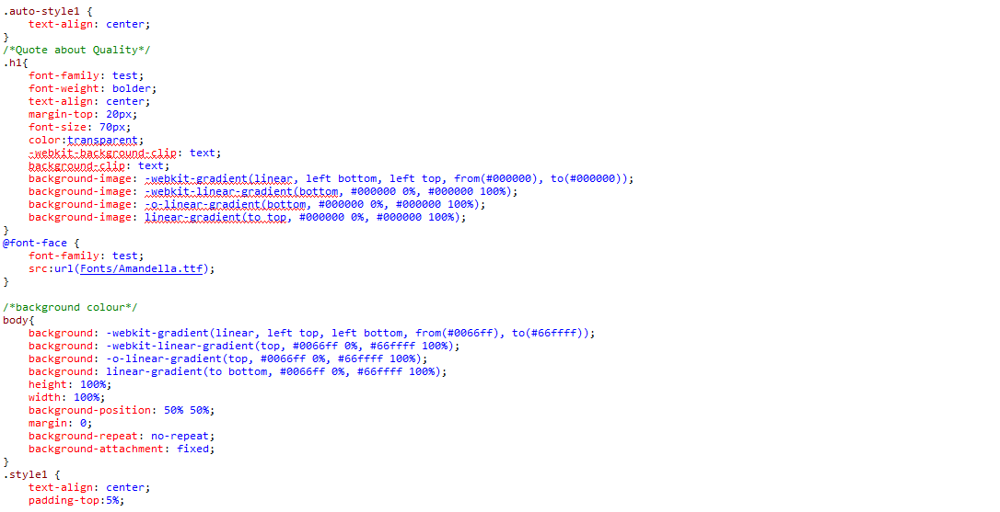 .auto-style1 {
    text-align: center;
}
/*Quote about Quality*/
.h1{
    font-family: test;
    font-weight: bolder;
    text-align: center;
    margin-top: 20px;
    font-size: 70px;
    color:transparent;
    -webkit-background-clip: text;
    background-clip: text;
    background-image: -webkit-gradient(linear, left bottom, left top, from(#000000), to(#000000));
    background-image: -webkit-linear-gradient(bottom, #000000 0%, #000000 100%);
    background-image: -o-linear-gradient(bottom, #000000 0%, #000000 100%);
    background-image: linear-gradient(to top, #000000 0%, #000000 100%);
}
@font-face {
    font-family: test;
    src:url(Fonts/Amandella.ttf);
}

/*background colour*/
body{
    background: -webkit-gradient(linear, left top, left bottom, from(#0066ff), to(#66ffff));
    background: -webkit-linear-gradient(top, #0066ff 0%, #66ffff 100%);
    background: -o-linear-gradient(top, #0066ff 0%, #66ffff 100%);
    background: linear-gradient(to bottom, #0066ff 0%, #66ffff 100%);
    height: 100%;
    width: 100%;
    background-position: 50% 50%;
    margin: 0;
    background-repeat: no-repeat;
    background-attachment: fixed;
}
.style1 {
    text-align: center;
    padding-top:5%;